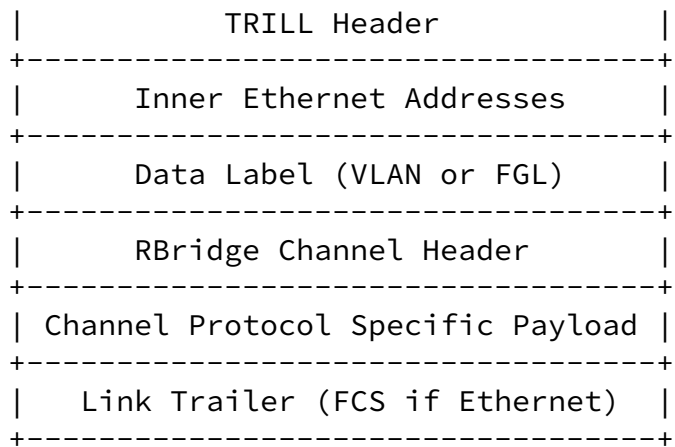 |            TRILL Header            |
+-----------------------------------+
|       Inner Ethernet Addresses     |
+-----------------------------------+
|       Data Label (VLAN or FGL)     |
+-----------------------------------+
|       RBridge Channel Header       |
+-----------------------------------+
| Channel Protocol Specific Payload |
+-----------------------------------+
|    Link Trailer (FCS if Ethernet)  |
+-----------------------------------+